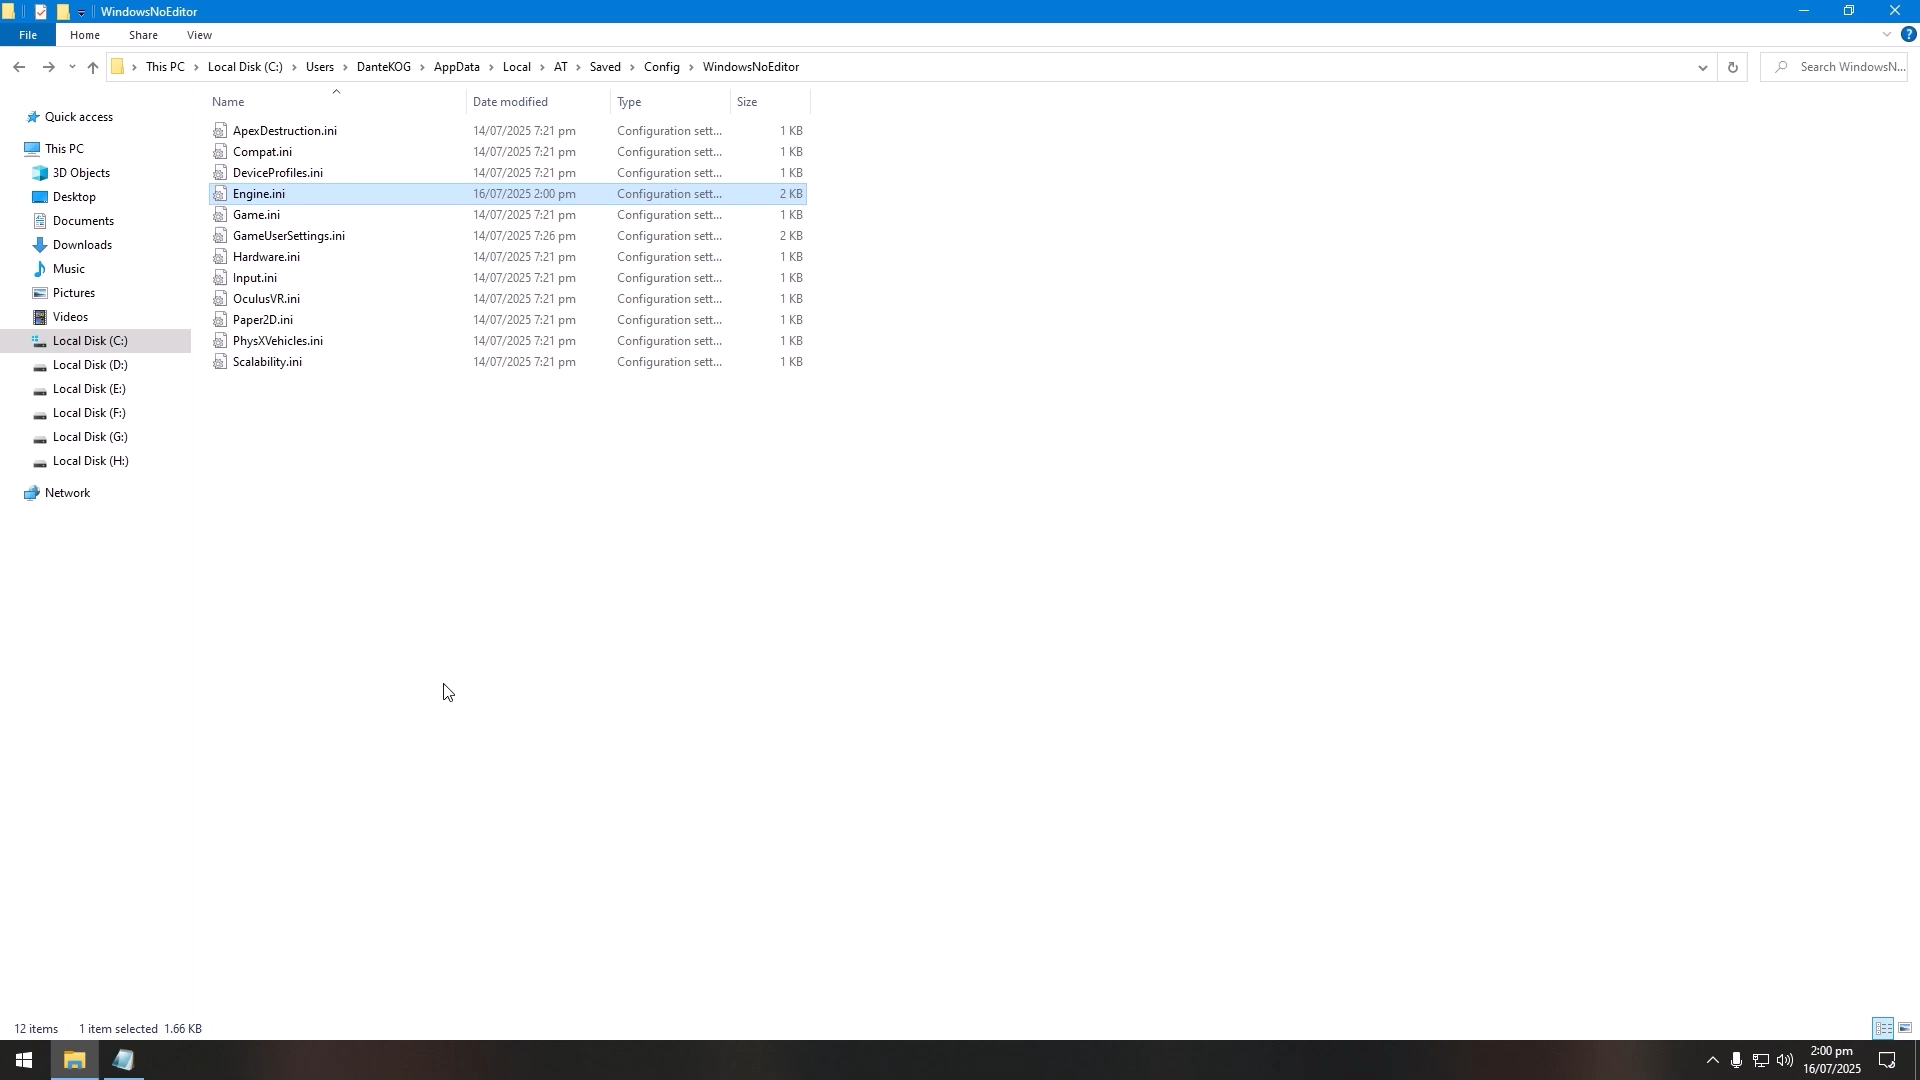 WindowsNoEditor
File Home Share View
This PC Local Disk (C:) Users DanteKOG AppData Local AT Saved Config WindowsNoEditor Search WindowsN...
Name Date modified Type Size
Quick access
This PC
3D Objects
Desktop
Documents
Downloads
Music
Pictures
Videos
Local Disk (C:)
Local Disk (D:)
Local Disk (E:)
Local Disk (F:)
Local Disk (G:)
Local Disk (H:)
Network
ApexDestruction.ini 14/07/2025 7:21 pm Configuration sett... 1 KB
Compat.ini 14/07/2025 7:21 pm Configuration sett... 1 KB
DeviceProfiles.ini 14/07/2025 7:21 pm Configuration sett... 1 KB
Engine.ini 16/07/2025 2:00 pm Configuration sett... 2 KB
Game.ini 14/07/2025 7:21 pm Configuration sett... 1 KB
GameUserSettings.ini 14/07/2025 7:26 pm Configuration sett... 2 KB
Hardware.ini 14/07/2025 7:21 pm Configuration sett... 1 KB
Input.ini 14/07/2025 7:21 pm Configuration sett... 1 KB
OculusVR.ini 14/07/2025 7:21 pm Configuration sett... 1 KB
Paper2D.ini 14/07/2025 7:21 pm Configuration sett... 1 KB
PhysXVehicles.ini 14/07/2025 7:21 pm Configuration sett... 1 KB
Scalability.ini 14/07/2025 7:21 pm Configuration sett... 1 KB
12 items 1 item selected 1.66 KB
2:00 pm
16/07/2025